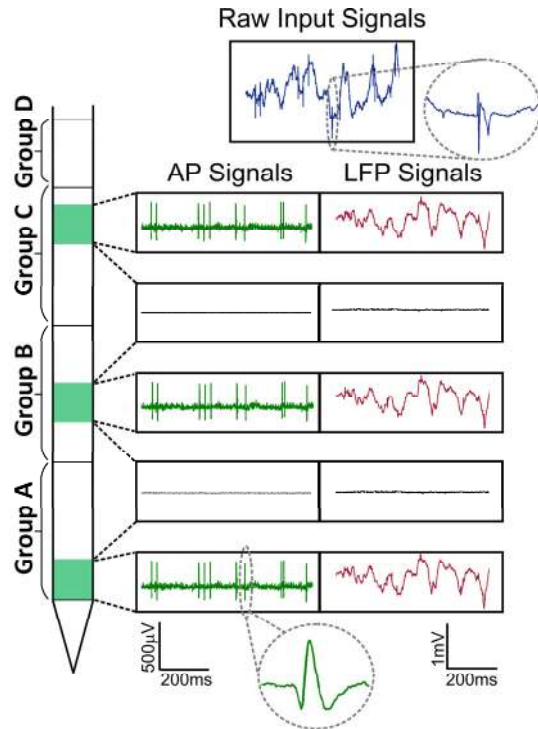 Raw Input Signals
AP Signals
LFP Signals
Group D
Group C
Group B
Group A
500μV
200ms
1mV
200ms